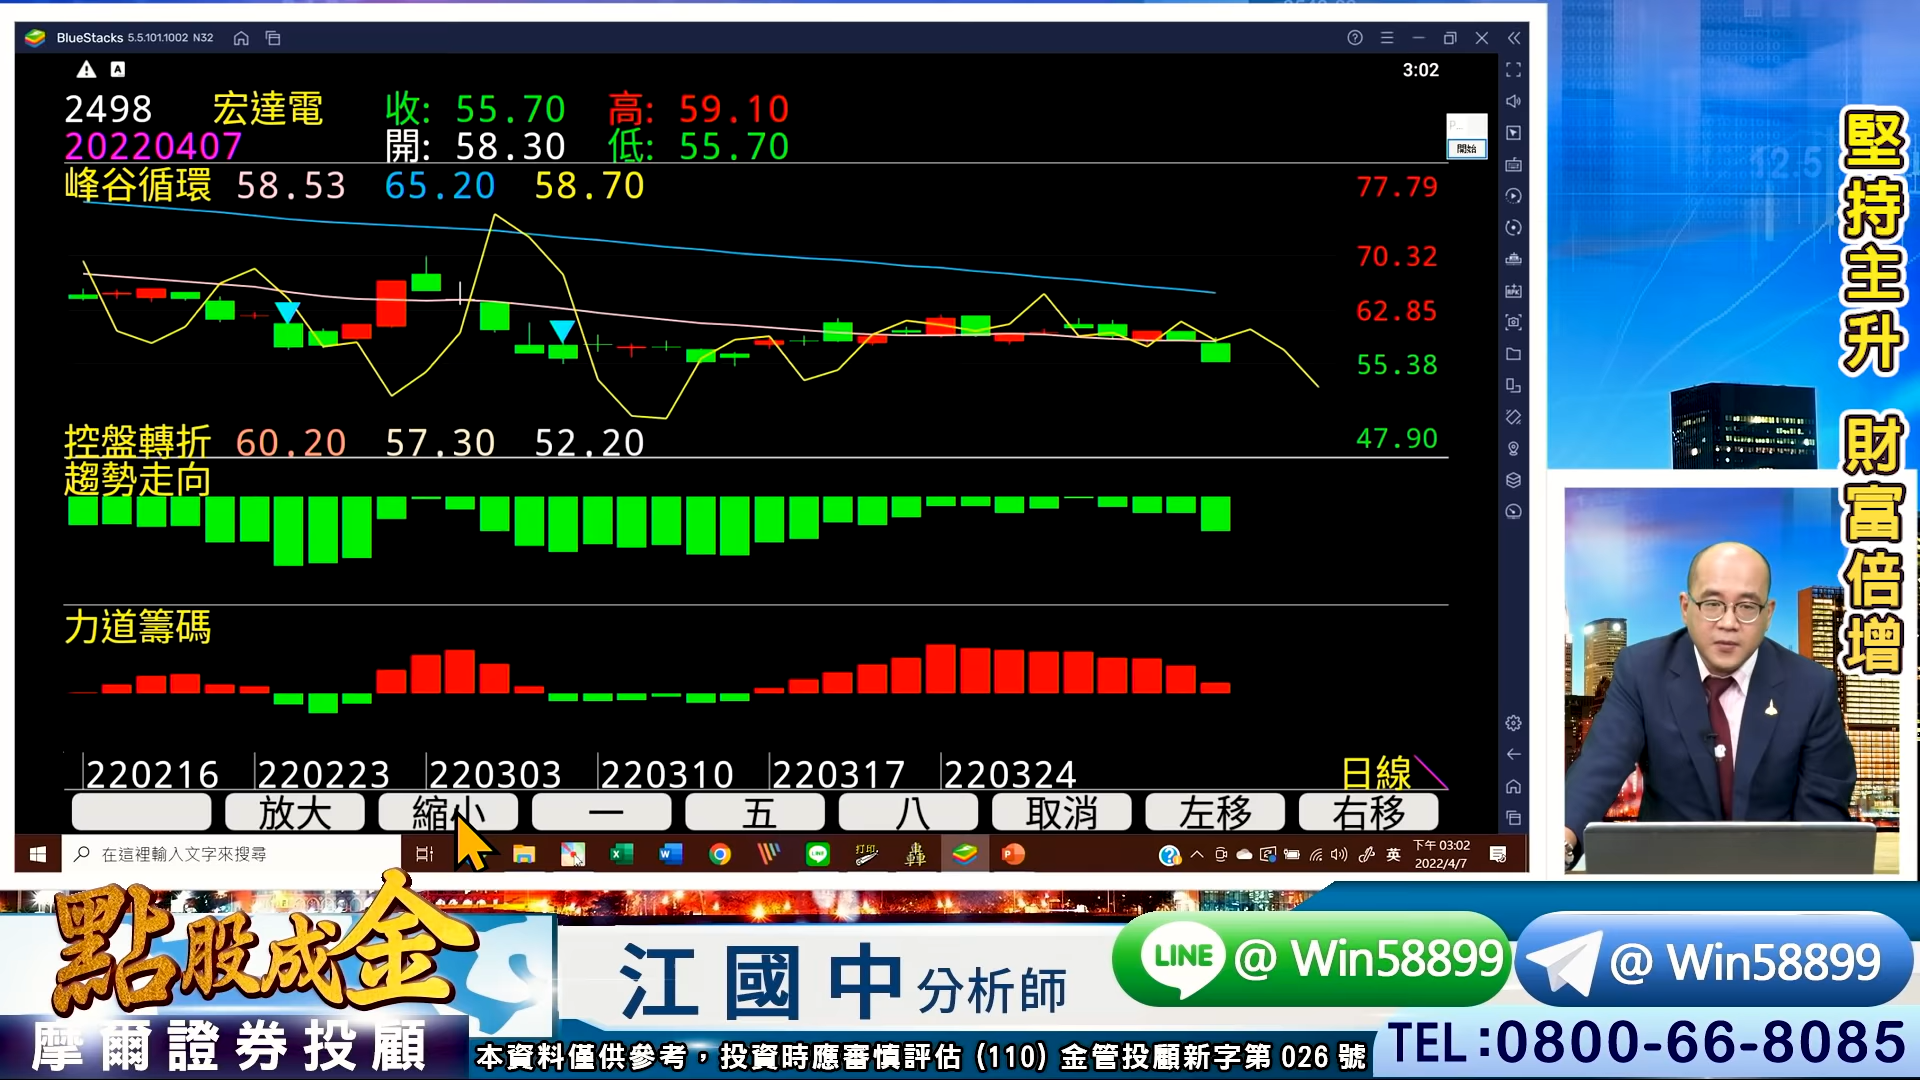 BlueStacks 5.5.101.1002 N32
A
3:02
2498 宏達電 收: 55.70 高: 59.10
20220407 開: 58.30 低: 55.70
開始
峰谷循環 58.53 65.20 58.70
77.79
70.32
62.85
55.38
47.90
控盤轉折 60.20 57.30 52.20
趨勢走向
力道籌碼
220216 220223 220303 220310 220317 220324 日線
放大 縮小 一 五 八 取消 左移 右移
在這裡輸入文字來搜尋
英
下午 03:02
2022/4/7
堅持主升 財富倍增
點股成金
摩爾證券投顧
江國中 分析師
LINE @ Win58899
@ Win58899
TEL:0800-66-8085
本資料僅供參考，投資時應審慎評估 (110) 金管投顧新字第 026 號